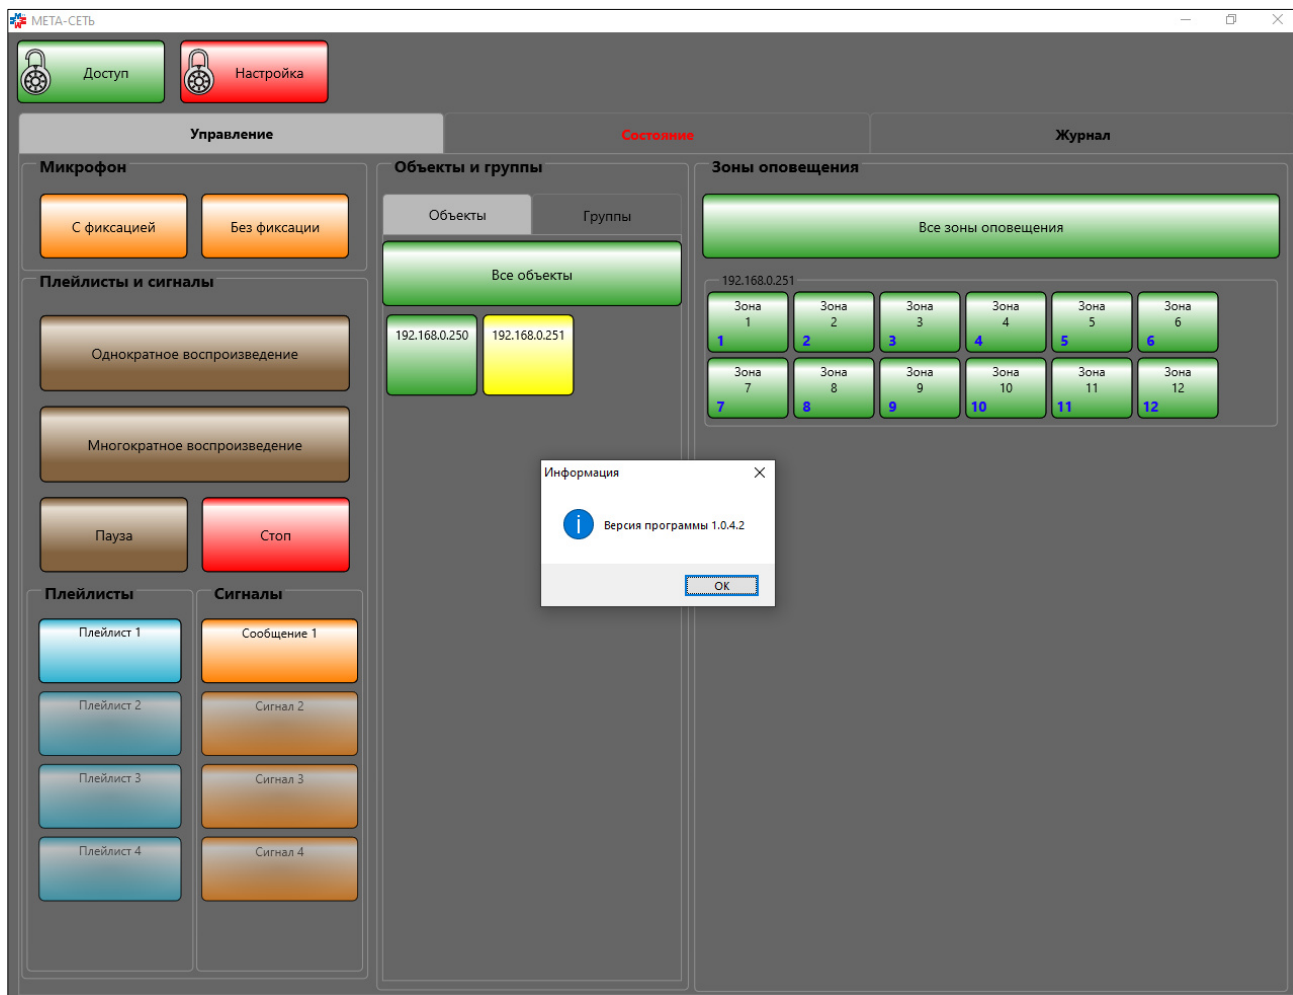 МЕТА-СЕТЬ
Доступ
Настройка
Управление
Состояние
Журнал
Микрофон
С фиксацией
Без фиксации
Плейлисты и сигналы
Однократное воспроизведение
Многократное воспроизведение
Пауза
Стоп
Плейлисты
Плейлист 1
Плейлист 2
Плейлист 3
Плейлист 4
Сигналы
Сообщение 1
Сигнал 2
Сигнал 3
Сигнал 4
Объекты и группы
Объекты
Группы
Все объекты
192.168.0.250
192.168.0.251
Зоны оповещения
Все зоны оповещения
192.168.0.251
Зона
1
1
Зона
2
2
Зона
3
3
Зона
4
4
Зона
5
5
Зона
6
6
Зона
7
7
Зона
8
8
Зона
9
9
Зона
10
10
Зона
11
11
Зона
12
12
Информация
Версия программы 1.0.4.2
ОК